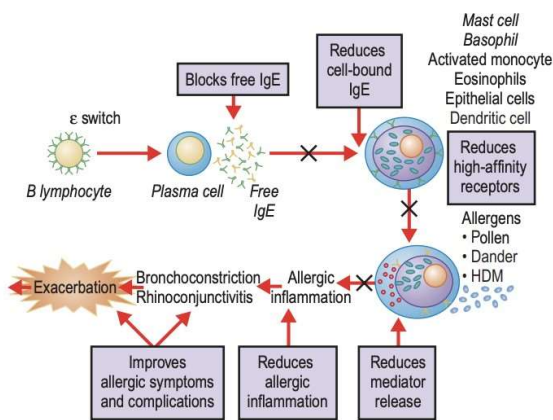 Mast cell
Basophil
Activated monocyte
Eosinophils
Epithelial cells
Dendritic cell
Reduces
cell-bound
IgE
Blocks free IgE
ε switch
B lymphocyte
Plasma cell
Free
IgE
Reduces
high-affinity
receptors
Allergens
• Pollen
• Dander
• HDM
Exacerbation
Bronchoconstriction
Rhinoconjunctivitis
Allergic
inflammation
Improves
allergic symptoms
and complications
Reduces
allergic
inflammation
Reduces
mediator
release